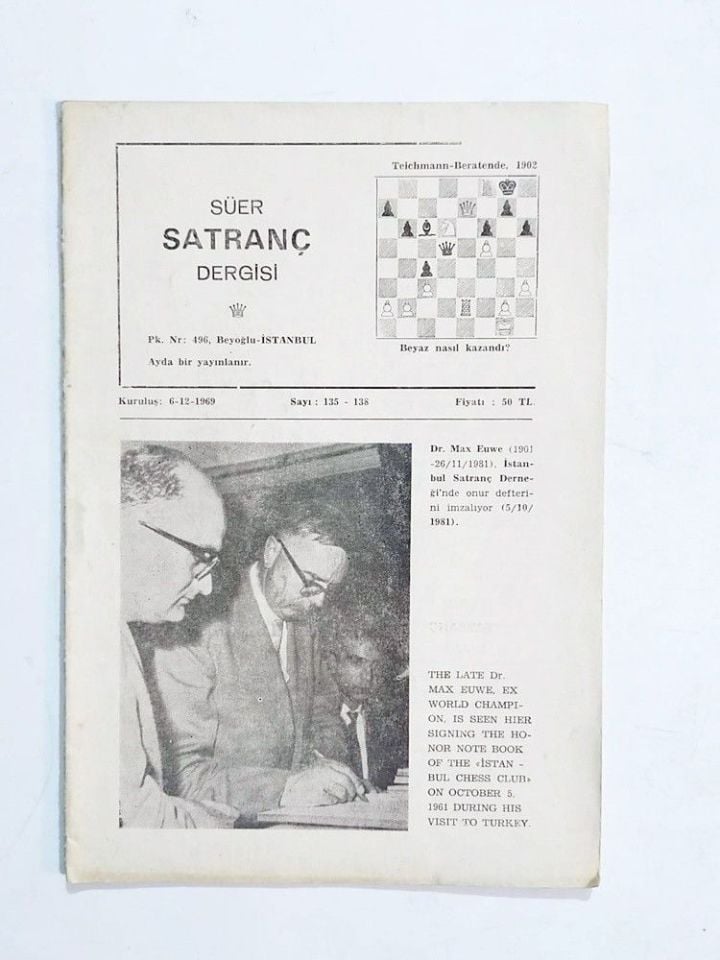 SÜER
SATRANÇ
DERGİSİ
Pk. Nr: 496, Beyoğlu-İSTANBUL
Ayda bir yayınlanır.
Teichmann-Beratende, 1902
Beyaz nasıl kazandı?
Kuruluş: 6-12-1969 Sayı : 135 - 138 Fiyatı : 50 TL.
Dr. Max Euwe (1901
-26/11/1981), İstan-
bul Satranç Derne-
ği'nde onur defteri-
ni imzalıyor (5/10/
1981).
THE LATE Dr.
MAX EUWE, EX
WORLD CHAMPI-
ON, IS SEEN HIER
SIGNING THE HO-
NOR NOTE BOOK
OF THE «İSTAN -
BUL CHESS CLUB»
ON OCTOBER 5,
1961 DURING HIS
VISIT TO TURKEY.